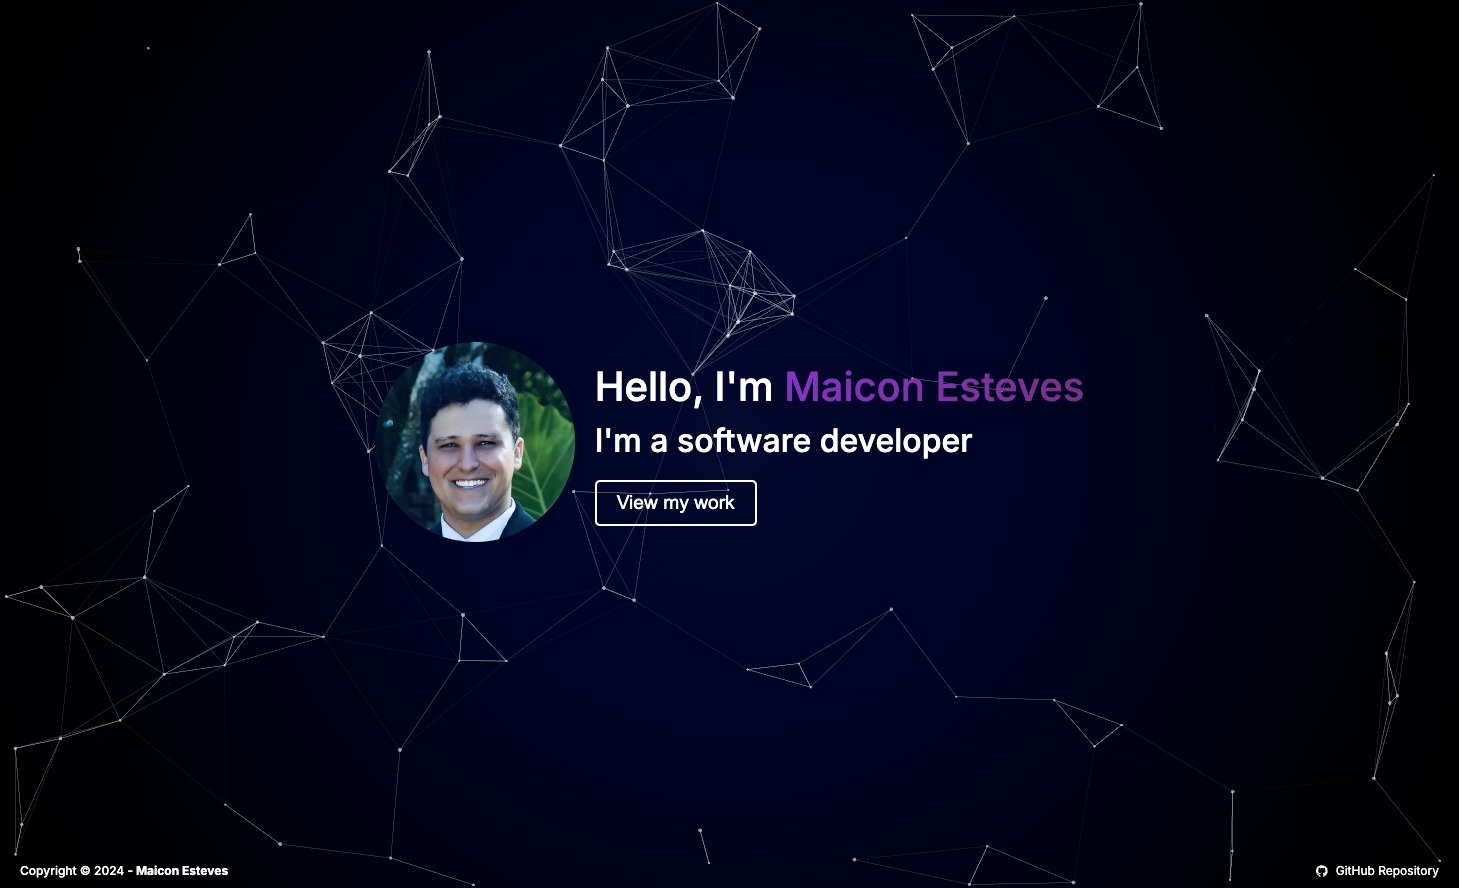 Hello, I'm Maicon Esteves
I'm a software developer
View my work
Copyright © 2024 - Maicon Esteves
GitHub Repository